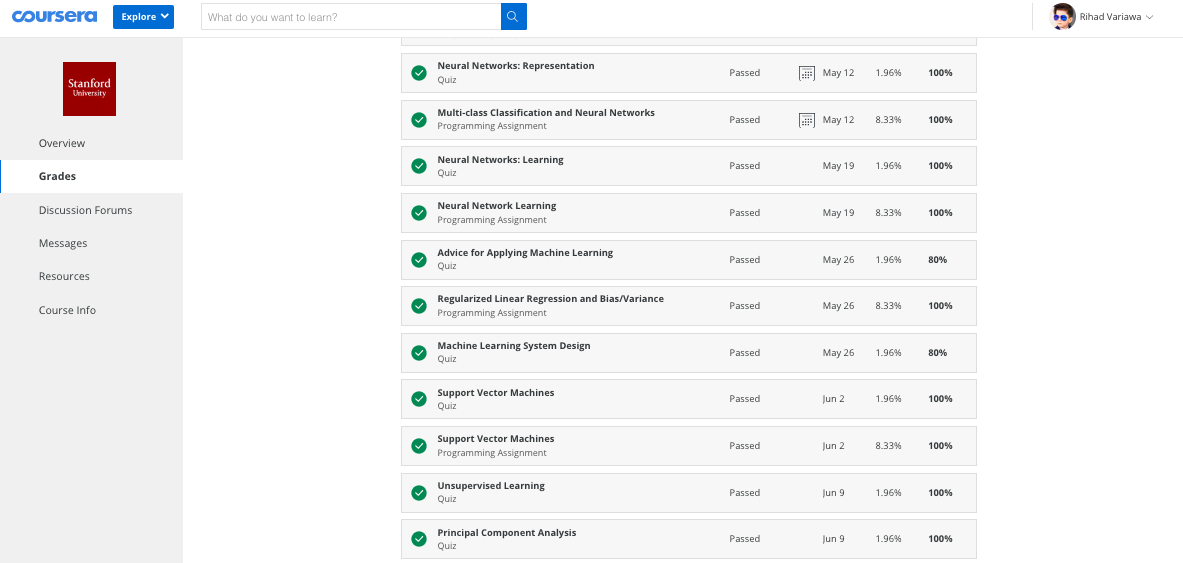 coursera
Explore
What do you want to learn?
Rihad Variawa
Stanford
University
Overview
Grades
Discussion Forums
Messages
Resources
Course Info
Neural Networks: Representation
Quiz
Passed May 12 1.96% 100%
Multi-class Classification and Neural Networks
Programming Assignment
Passed May 12 8.33% 100%
Neural Networks: Learning
Quiz
Passed May 19 1.96% 100%
Neural Network Learning
Programming Assignment
Passed May 19 8.33% 100%
Advice for Applying Machine Learning
Quiz
Passed May 26 1.96% 80%
Regularized Linear Regression and Bias/Variance
Programming Assignment
Passed May 26 8.33% 100%
Machine Learning System Design
Quiz
Passed May 26 1.96% 80%
Support Vector Machines
Quiz
Passed Jun 2 1.96% 100%
Support Vector Machines
Programming Assignment
Passed Jun 2 8.33% 100%
Unsupervised Learning
Quiz
Passed Jun 9 1.96% 100%
Principal Component Analysis
Quiz
Passed Jun 9 1.96% 100%